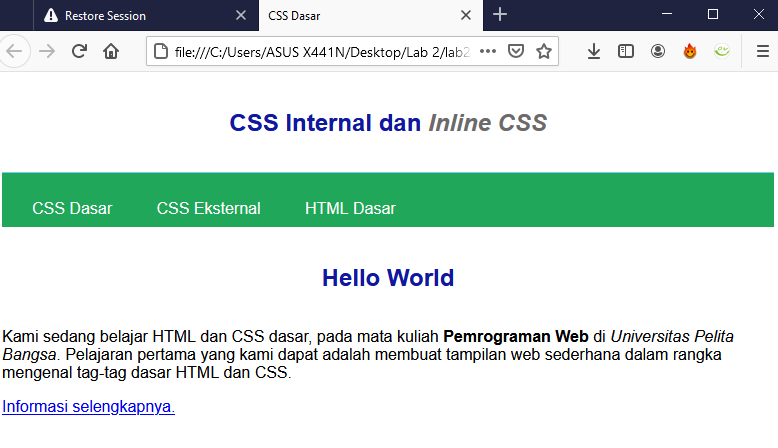 Restore Session
CSS Dasar
file:///C:/Users/ASUS X441N/Desktop/Lab 2/lab2
CSS Internal dan Inline CSS
CSS Dasar CSS Eksternal HTML Dasar
Hello World
Kami sedang belajar HTML dan CSS dasar, pada mata kuliah Pemrograman Web di Universitas Pelita
Bangsa. Pelajaran pertama yang kami dapat adalah membuat tampilan web sederhana dalam rangka
mengenal tag-tag dasar HTML dan CSS.
Informasi selengkapnya.